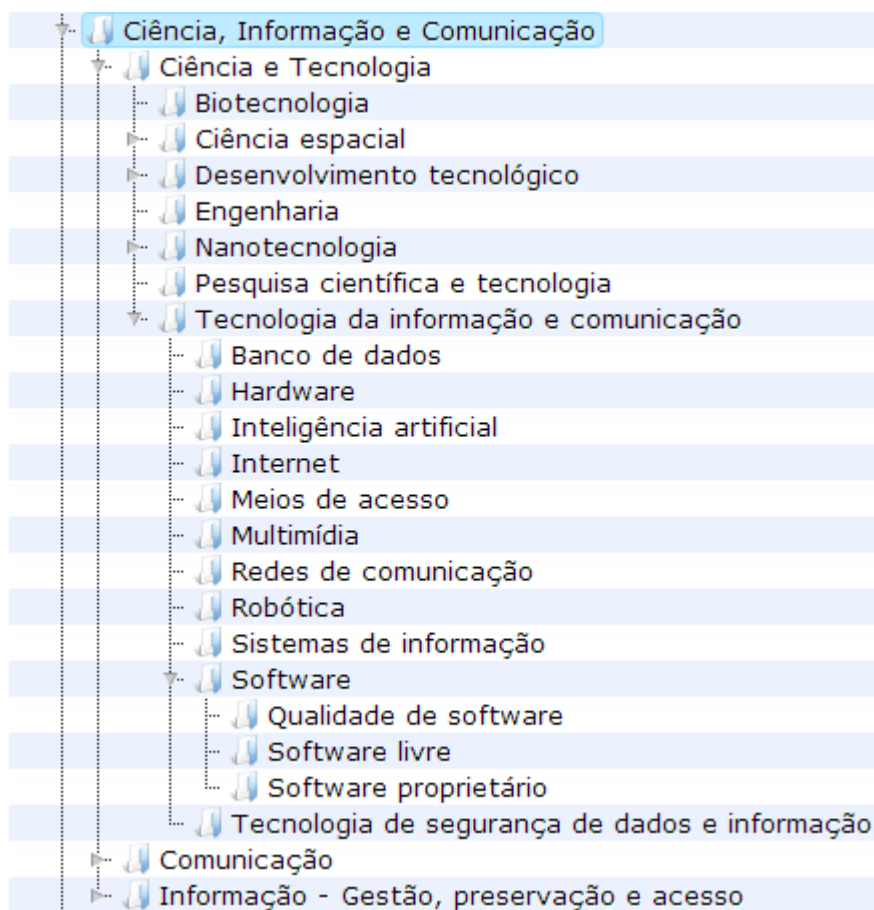 Ciência, Informação e Comunicação
Ciência e Tecnologia
Biotecnologia
Ciência espacial
Desenvolvimento tecnológico
Engenharia
Nanotecnologia
Pesquisa científica e tecnologia
Tecnologia da informação e comunicação
Banco de dados
Hardware
Inteligência artificial
Internet
Meios de acesso
Multimídia
Redes de comunicação
Robótica
Sistemas de informação
Software
Qualidade de software
Software livre
Software proprietário
Tecnologia de segurança de dados e informação
Comunicação
Informação - Gestão, preservação e acesso